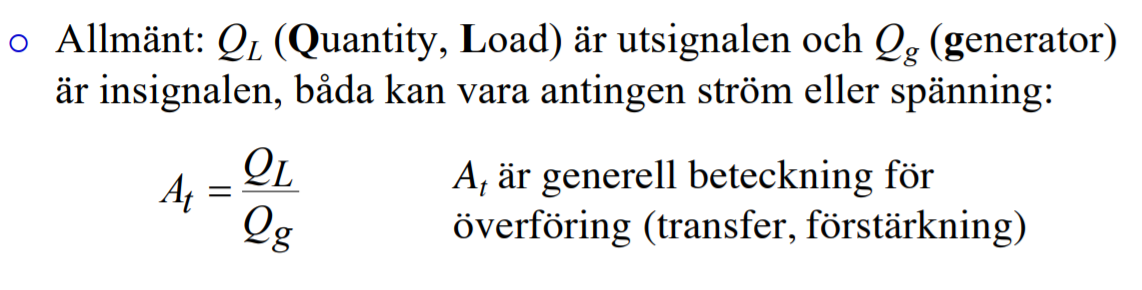 Allmänt: Q_L (Quantity, Load) är utsignalen och Q_g (generator)
är insignalen, båda kan vara antingen ström eller spänning:
A_t = Q_L / Q_g
A_t är generell beteckning för
överföring (transfer, förstärkning)